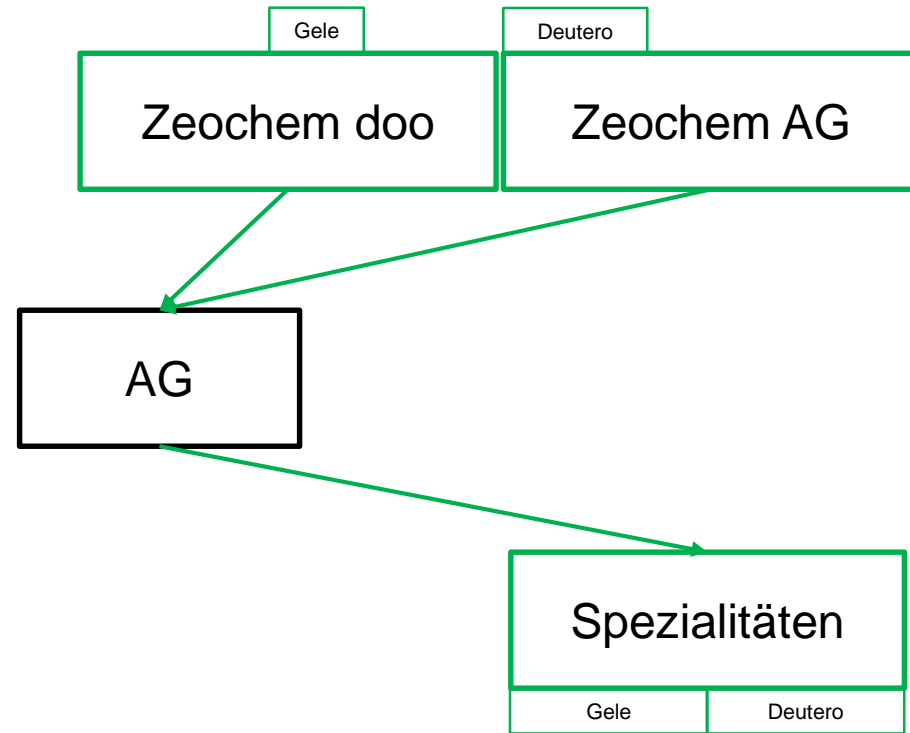 Gele
Deutero
Zeochem doo
Zeochem AG
AG
Spezialitäten
Gele
Deutero